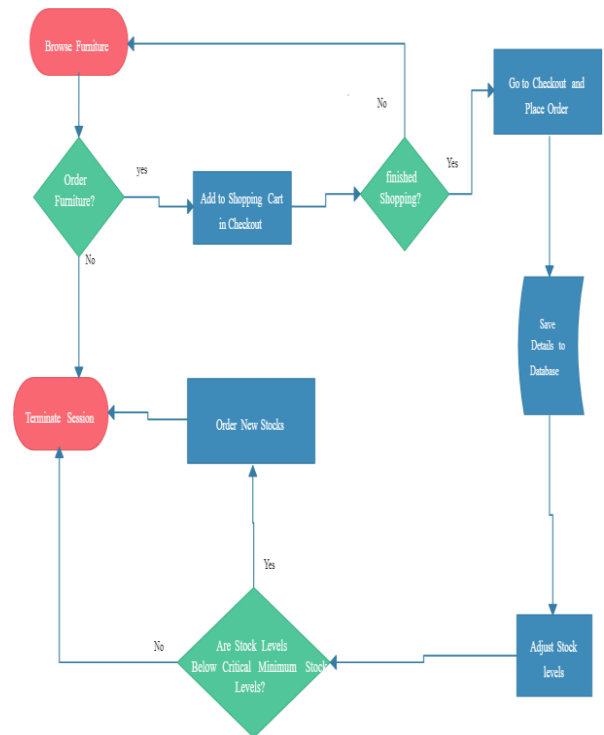 Browse Furniture
No
Go to Checkout and
Place Order
Order
Furniture?
yes
Add to Shopping Cart
in Checkout
finished
Shopping?
Yes
No
Save
Details to
Database
Terminate Session
Order New Stocks
Yes
No
Are Stock Levels
Below Critical Minimum Stock
Levels?
Adjust Stock
levels